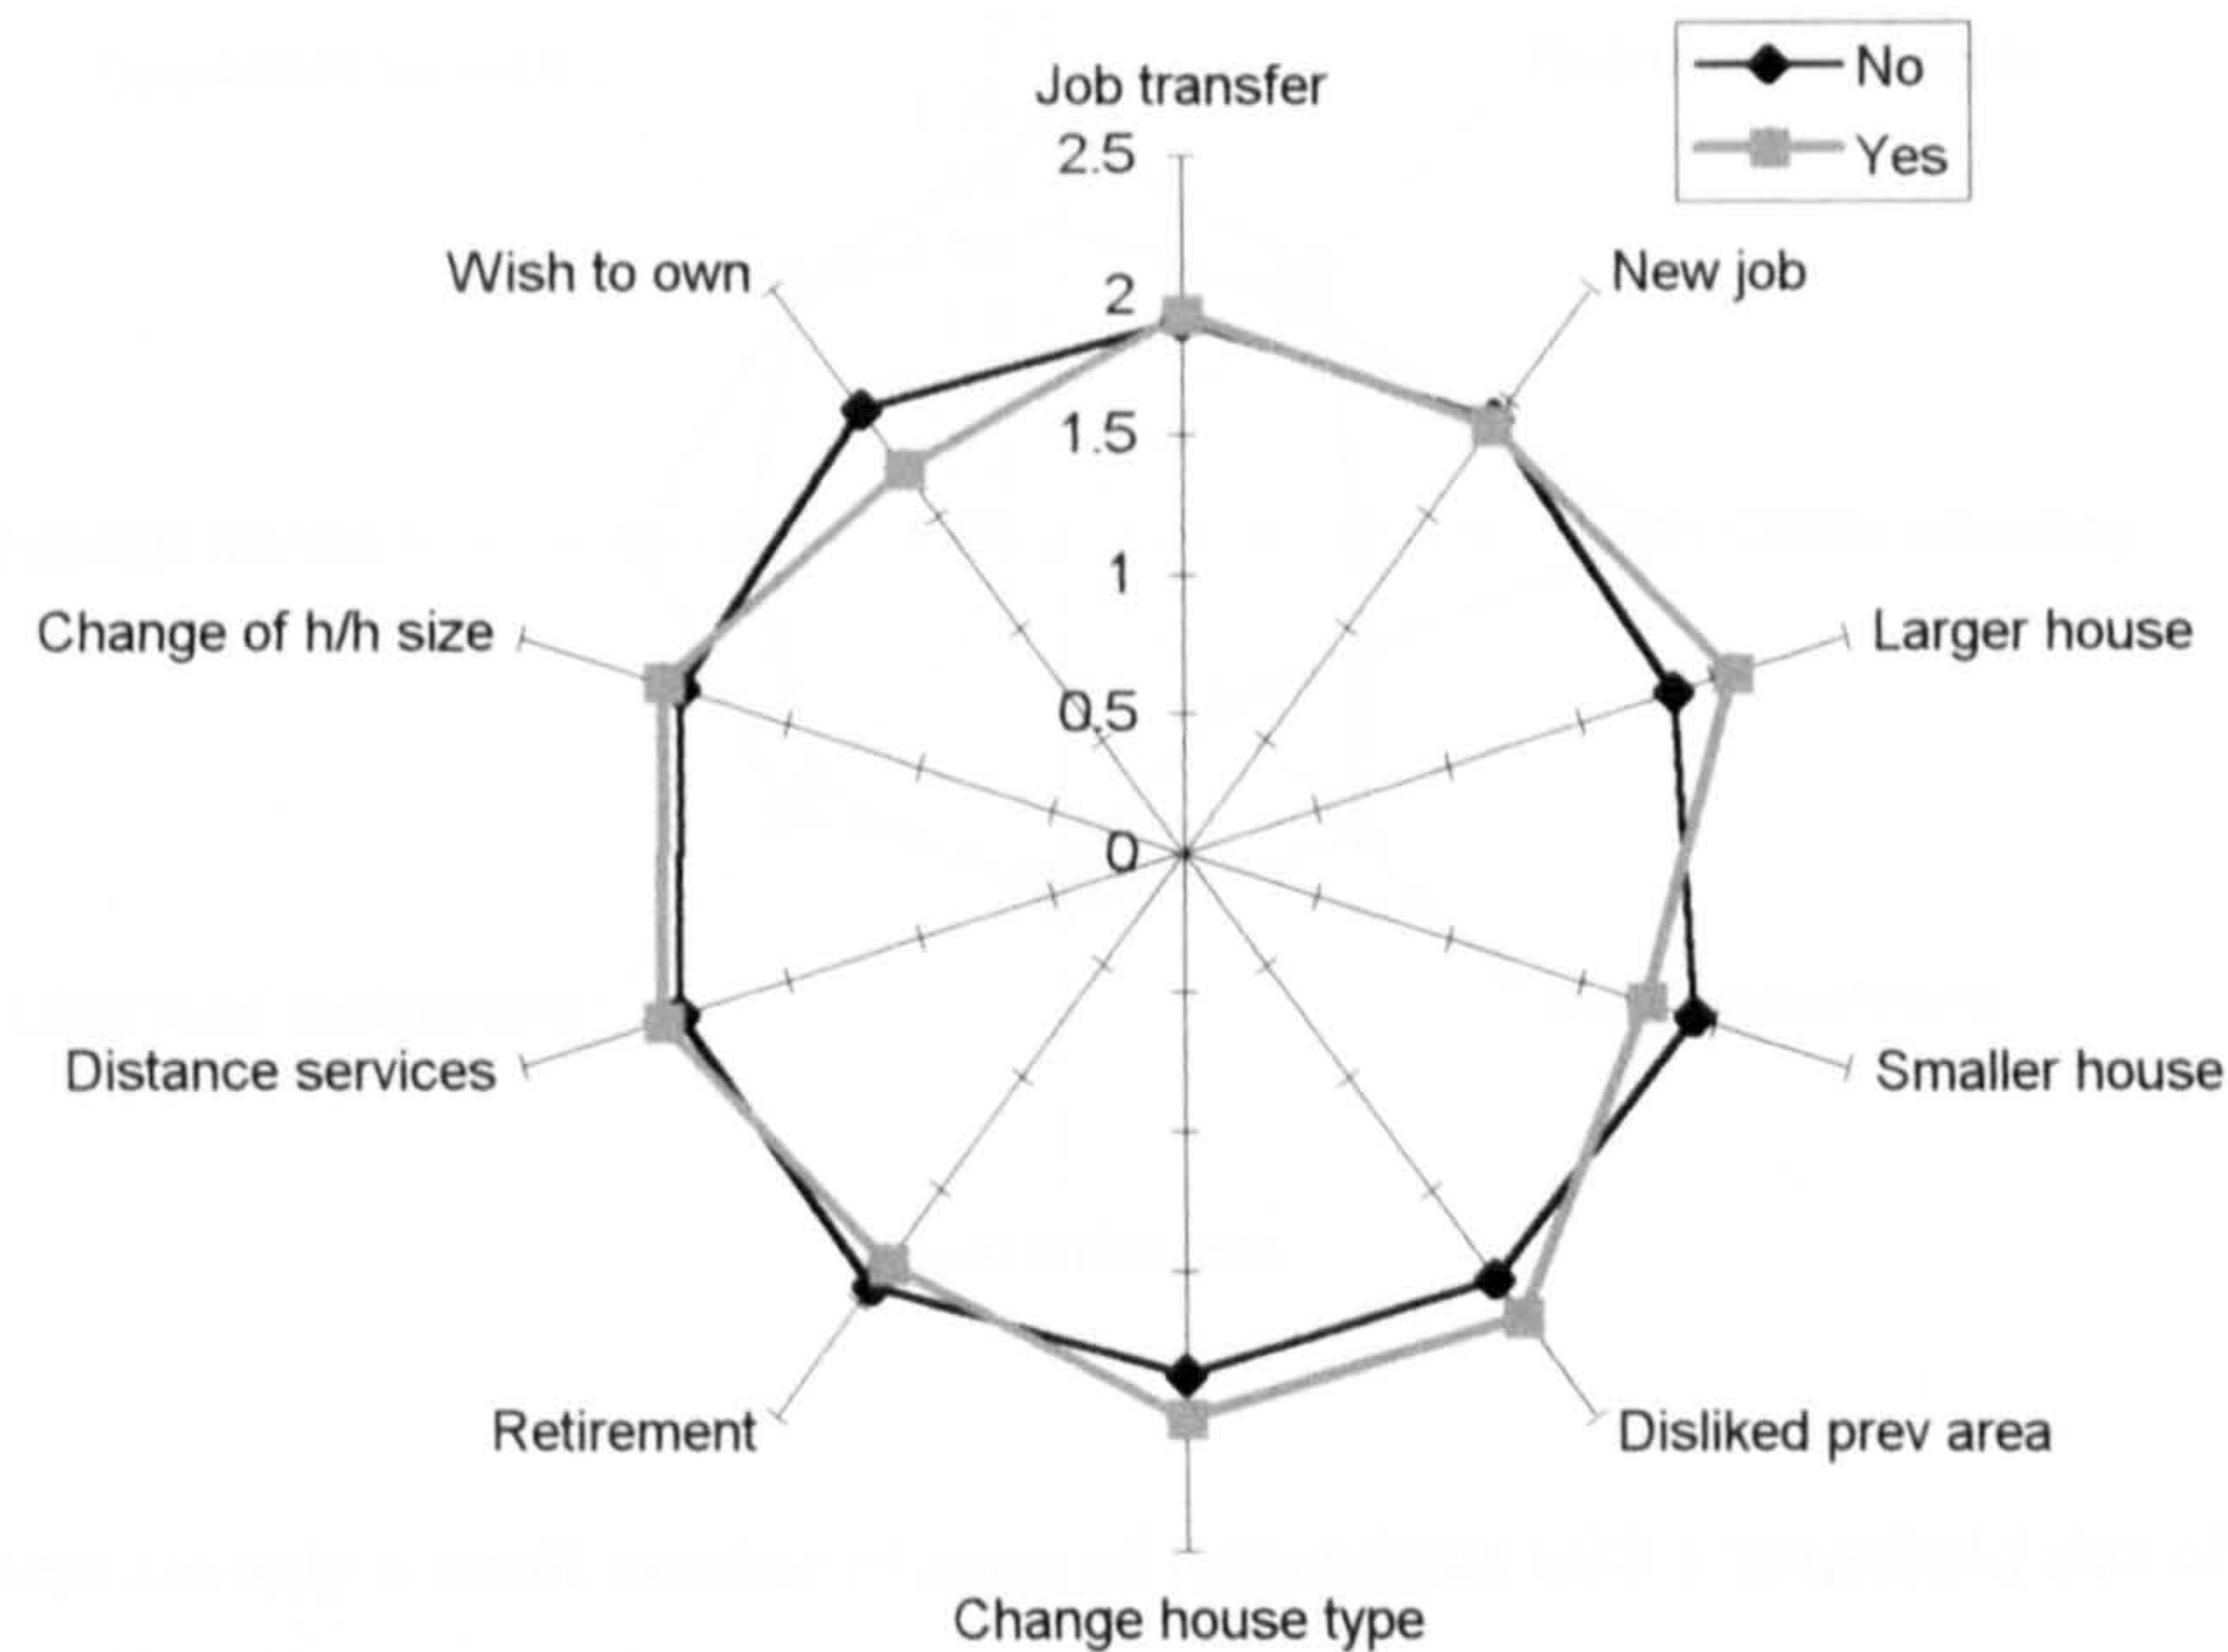 No
Yes
Job transfer
2.5
2
1.5
1
0.5
0
New job
Larger house
Smaller house
Disliked prev area
Change house type
Retirement
Distance services
Change of h/h size
Wish to own